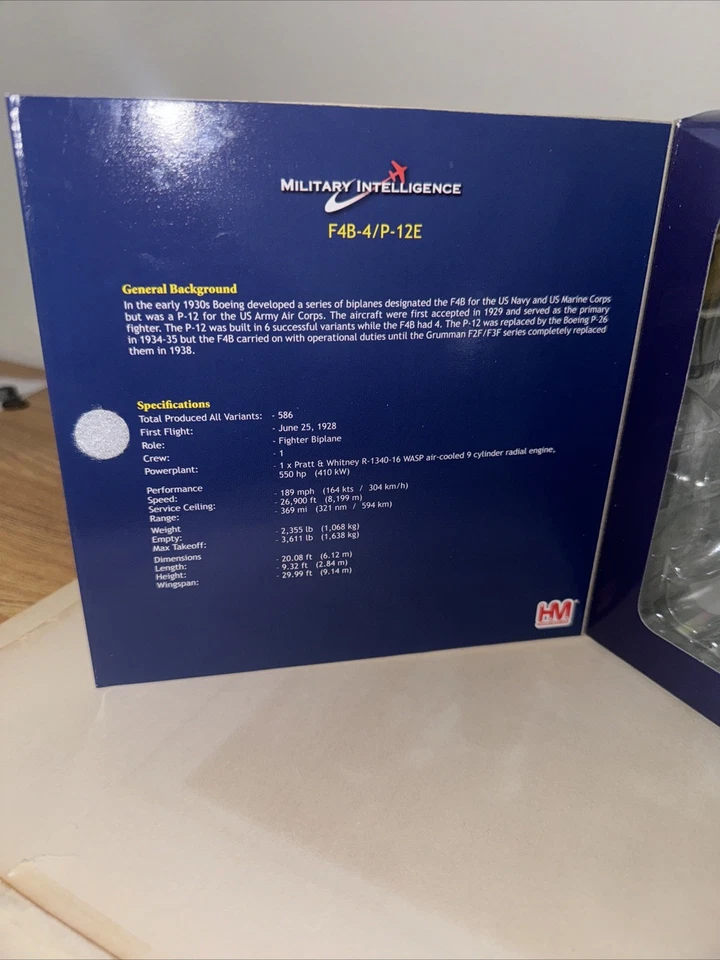 MILITARY INTELLIGENCE
F4B-4/P-12E
General Background
In the early 1930s Boeing developed a series of biplanes designated the F4B for the US Navy and US Marine Corps
but was a P-12 for the US Army Air Corps. The aircraft were first accepted in 1929 and served as the primary
fighter. The P-12 was built in 6 successful variants while the F4B had 4. The P-12 was replaced by the Boeing P-26
in 1934-35 but the F4B carried on with operational duties until the Grumman F2F/F3F series completely replaced
them in 1938.
Specifications
Total Produced All Variants: - 586
First Flight: - June 25, 1928
Role: - Fighter Biplane
Crew: - 1
Powerplant: - 1 x Pratt & Whitney R-1340-16 WASP air-cooled 9 cylinder radial engine,
550 hp (410 kW)
Performance
Speed: - 189 mph (164 kts / 304 km/h)
Service Ceiling: - 26,900 ft (8,199 m)
Range: - 369 mi (321 nm / 594 km)
Weight
Empty: - 2,355 lb (1,068 kg)
Max Takeoff: - 3,611 lb (1,638 kg)
Dimensions
Length: - 20.08 ft (6.12 m)
Height: - 9.32 ft (2.84 m)
Wingspan: - 29.99 ft (9.14 m)
HM